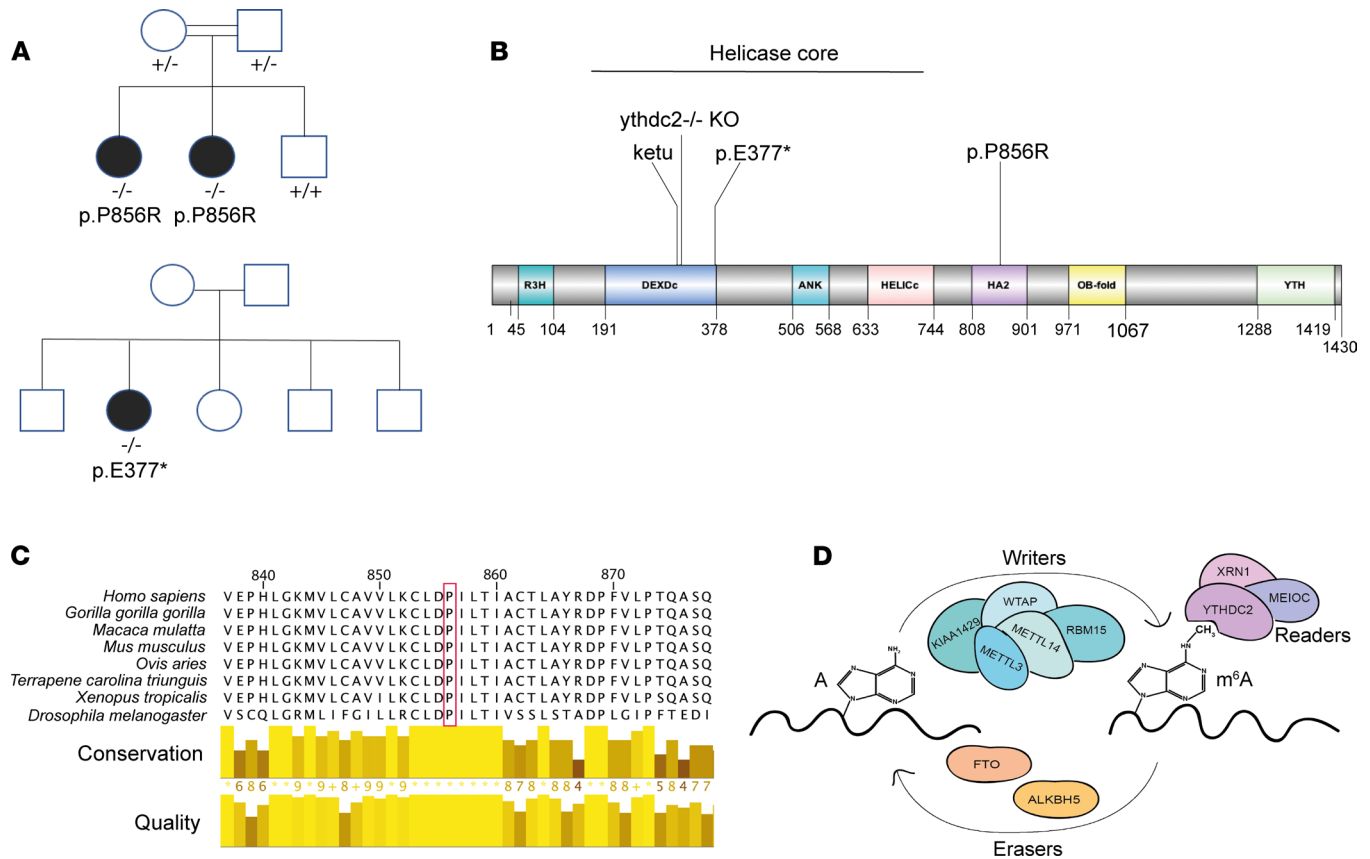 A
+/- +/-
-/- -/- +/+
p.P856R p.P856R
-/-
p.E377*
B
Helicase core
ythdc2-/- KO
ketu p.E377* p.P856R
R3H DEXDc ANK HELICc HA2 OB-fold YTH
1 45 104 191 378 506 568 633 744 808 901 971 1067 1288 1419
1430
C
840 850 860 870
Homo sapiens VEPHLGKMVLCAVVLKCLDPILTIACTLAYRDPFVLPTQASQ
Gorilla gorilla gorilla VEPHLGKMVLCAVVLKCLDPILTIACTLAYRDPFVLPTQASQ
Macaca mulatta VEPHLGKMVLCAVVLKCLDPILTIACTLAYRDPFVLPTQASQ
Mus musculus VEPHLGKMVLCAVVLKCLDPILTIACTLAYRDPFVLPTQASQ
Ovis aries VEPHLGKMVLCAVVLKCLDPILTIACTLAYRDPFVLPTQASQ
Terrapene carolina triunguis VEPHLGKMVLCAVVLKCLDPILTIACTLAYRDPFVLPTQASQ
Xenopus tropicalis VEPHLGKMVLCAVILKCLDPILTIACTLAYRDPFVLPSQASQ
Drosophila melanogaster VSCQLGRMLIFGILLRCLDPILTIVSSLSTADPLGIPFTEDI
Conservation
*686**9*9+8+99*9********878*884**88+*58477
Quality
D
Writers
XRN1
WTAP MEIOC
KIAA1429 METTL14 RBM15 YTHDC2
METTL3 Readers
NH₂ CH₃
HN
A N N N N m⁶A N N N N
FTO
ALKBH5
Erasers